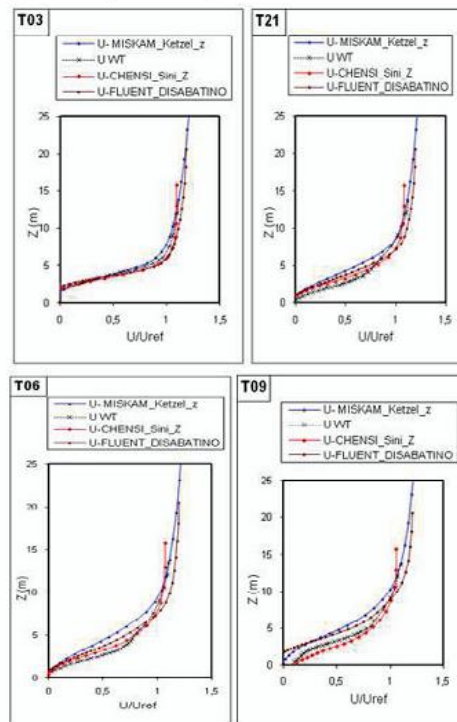 T03
U- MISKAM_Ketzel_z
U WT
U-CHENSI_Sini_Z
U-FLUENT_DISABATINO
25
20
15
10
5
0
Z (m)
0
0,5
1
1,5
U/Uref
T21
U- MISKAM_Ketzel_z
U WT
U-CHENSI_Sini_Z
U-FLUENT_DISABATINO
25
20
15
10
5
0
Z (m)
0
0,5
1
1,5
U/Uref
T06
U- MISKAM_Ketzel_z
U WT
U-CHENSI_Sini_Z
U-FLUENT_DISABATINO
25
20
15
10
5
0
Z (m)
0
0,5
1
1,5
U/Uref
T09
U- MISKAM_Ketzel_z
U WT
U-CHENSI_Sini_Z
U-FLUENT_DISABATINO
25
20
15
10
5
0
Z (m)
0
0,5
1
1,5
U/Uref